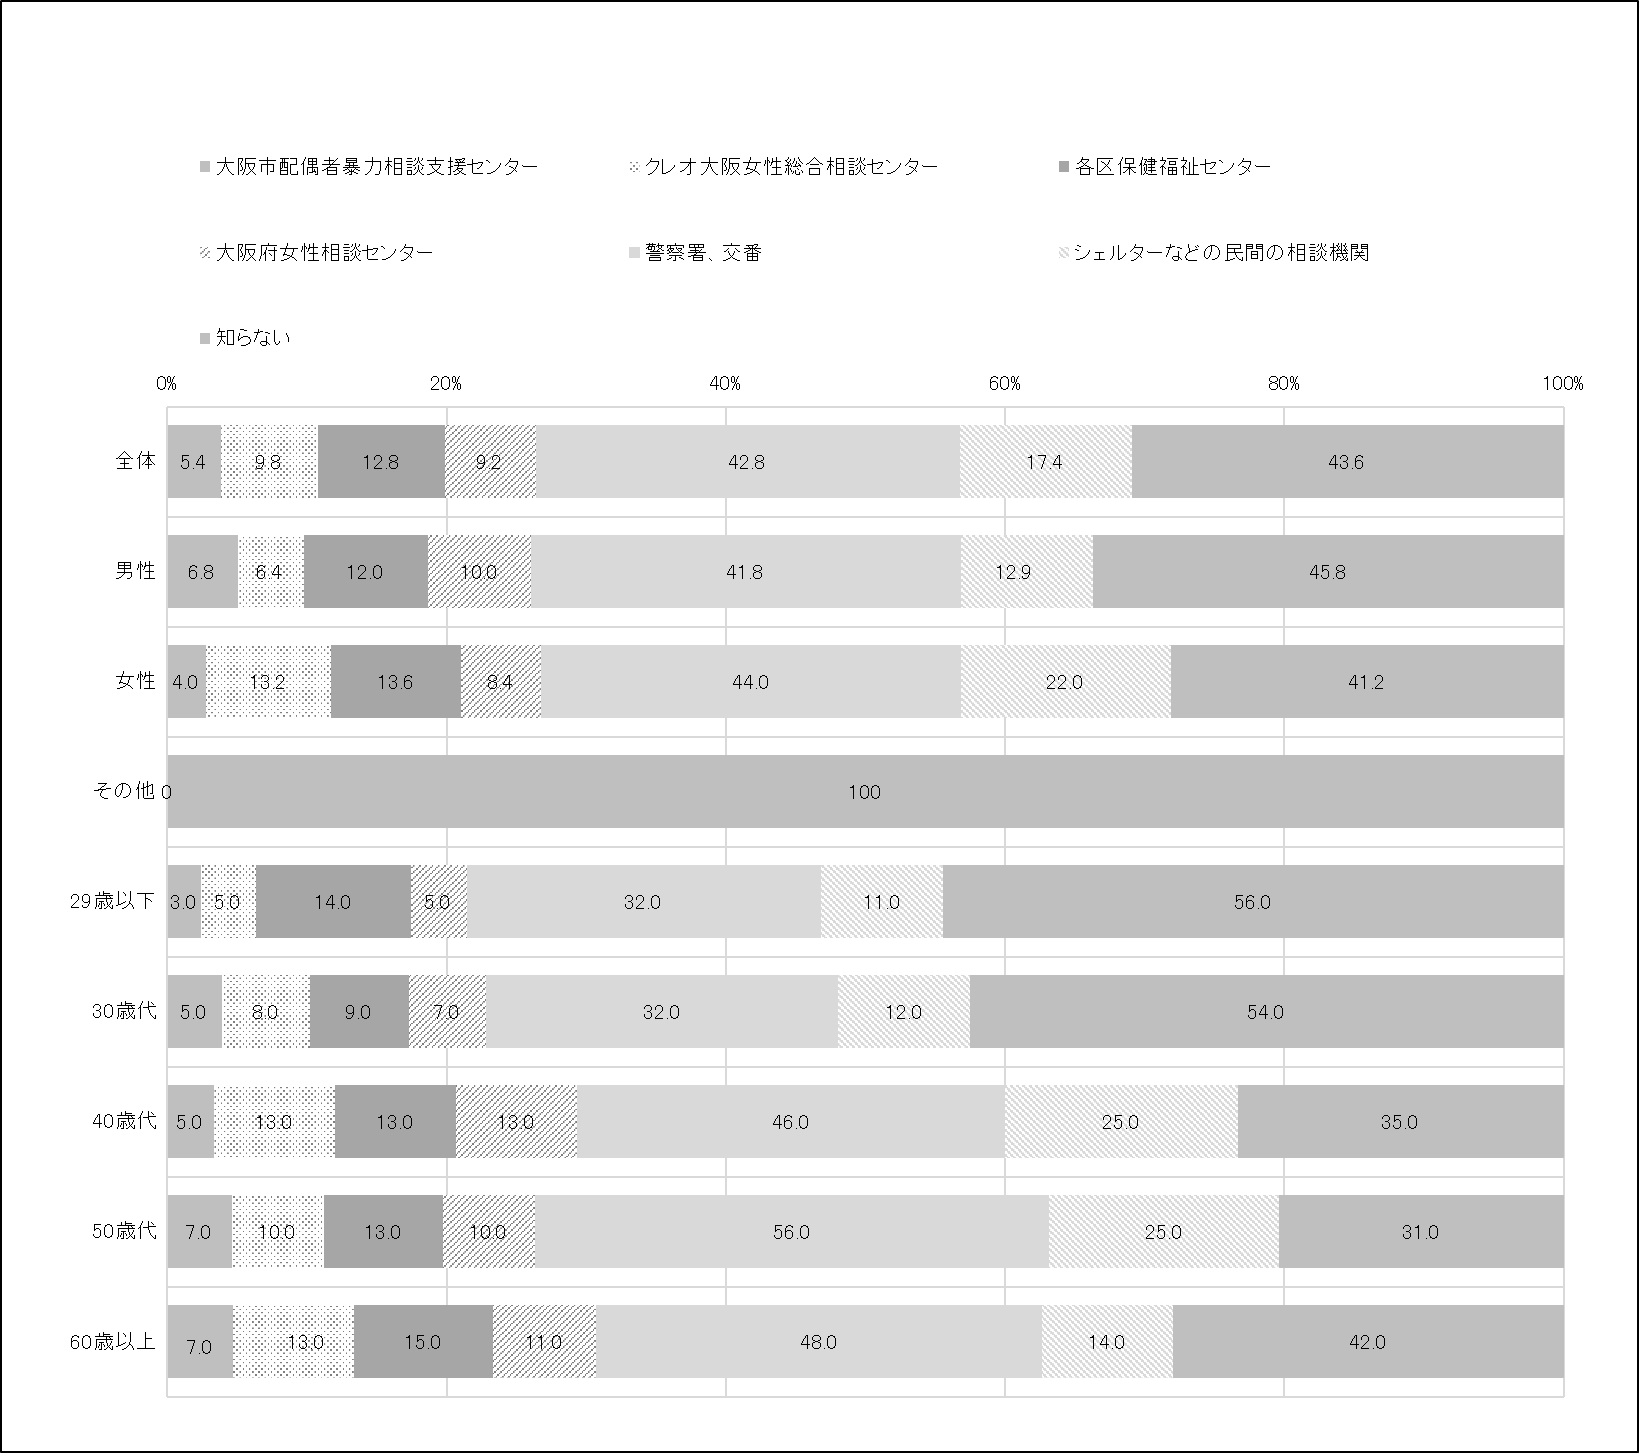 大阪市配偶者暴力相談支援センター クレオ大阪女性総合相談センター 各区保健福祉センター
大阪府女性相談センター 警察署、交番 シェルターなどの民間の相談機関
知らない
0% 20% 40% 60% 80% 100%
全体 5.4 9.8 12.8 9.2 42.8 17.4 43.6
男性 6.8 6.4 12.0 10.0 41.8 12.9 45.8
女性 4.0 13.2 13.6 8.4 44.0 22.0 41.2
その他 0 100
29歳以下 3.0 5.0 14.0 5.0 32.0 11.0 56.0
30歳代 5.0 8.0 9.0 7.0 32.0 12.0 54.0
40歳代 5.0 13.0 13.0 13.0 46.0 25.0 35.0
50歳代 7.0 10.0 13.0 10.0 56.0 25.0 31.0
60歳以上 7.0 13.0 15.0 11.0 48.0 14.0 42.0